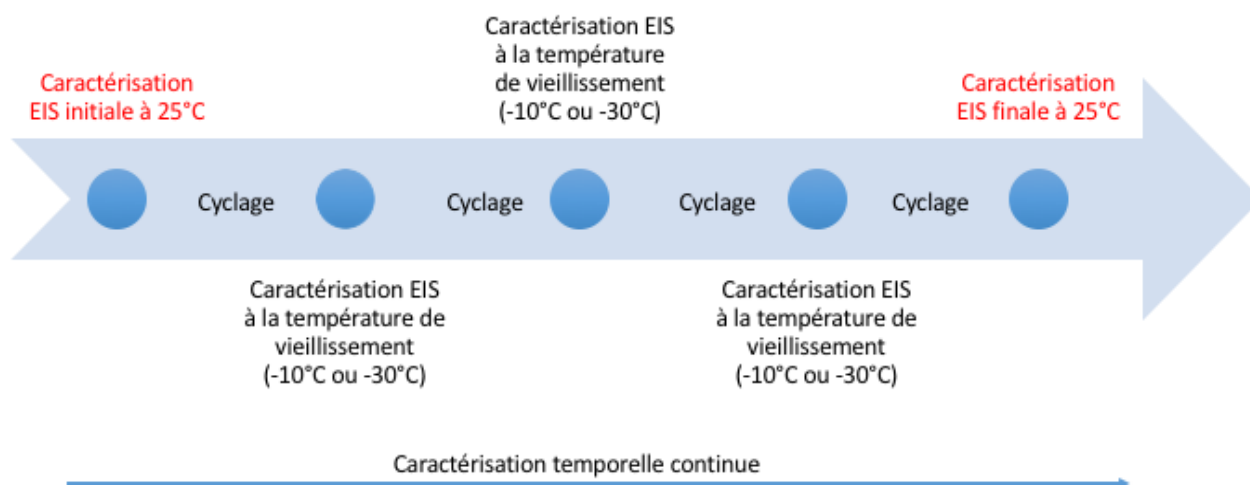 Caractérisation
EIS initiale à 25°C
Caractérisation EIS
à la température
de vieillissement
(-10°C ou -30°C)
Caractérisation
EIS finale à 25°C
Cyclage
Cyclage
Cyclage
Cyclage
Caractérisation EIS
à la température de
vieillissement
(-10°C ou -30°C)
Caractérisation EIS
à la température de
vieillissement
(-10°C ou -30°C)
Caractérisation temporelle continue